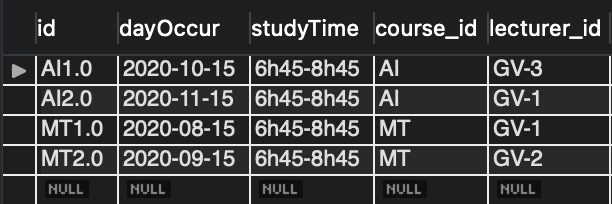 id dayOccur studyTime course_id lecturer_id
AI1.0 2020-10-15 6h45-8h45 AI GV-3
AI2.0 2020-11-15 6h45-8h45 AI GV-1
MT1.0 2020-08-15 6h45-8h45 MT GV-1
MT2.0 2020-09-15 6h45-8h45 MT GV-2
NULL NULL NULL NULL NULL